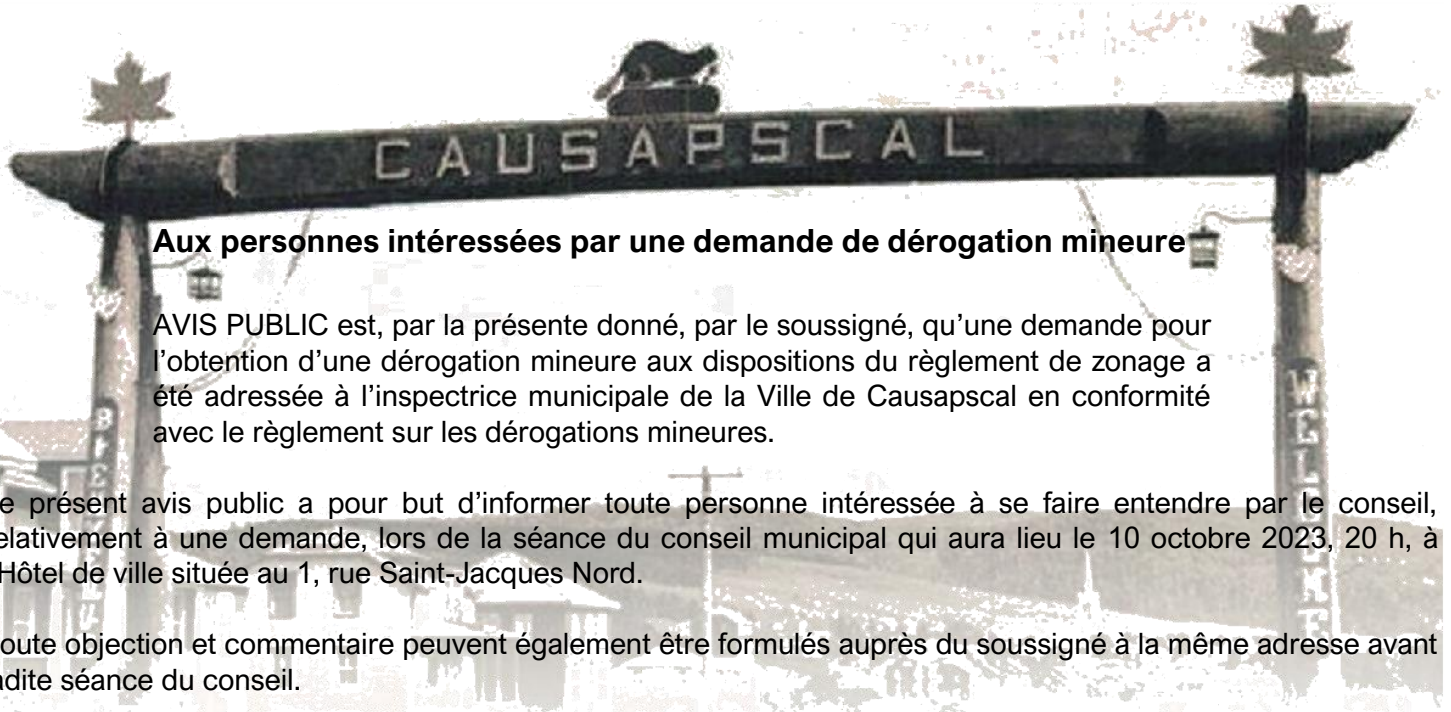 CAUSAPSCAL
Aux personnes intéressées par une demande de dérogation mineure
AVIS PUBLIC est, par la présente donné, par le soussigné, qu’une demande pour
l’obtention d’une dérogation mineure aux dispositions du règlement de zonage a
été adressée à l’inspectrice municipale de la Ville de Causapscal en conformité
avec le règlement sur les dérogations mineures.
WELCOME
e présent avis public a pour but d’informer toute personne intéressée à se faire entendre par le conseil,
elativement à une demande, lors de la séance du conseil municipal qui aura lieu le 10 octobre 2023, 20 h, à
’Hôtel de ville située au 1, rue Saint-Jacques Nord.
oute objection et commentaire peuvent également être formulés auprès du soussigné à la même adresse avant
adite séance du conseil.